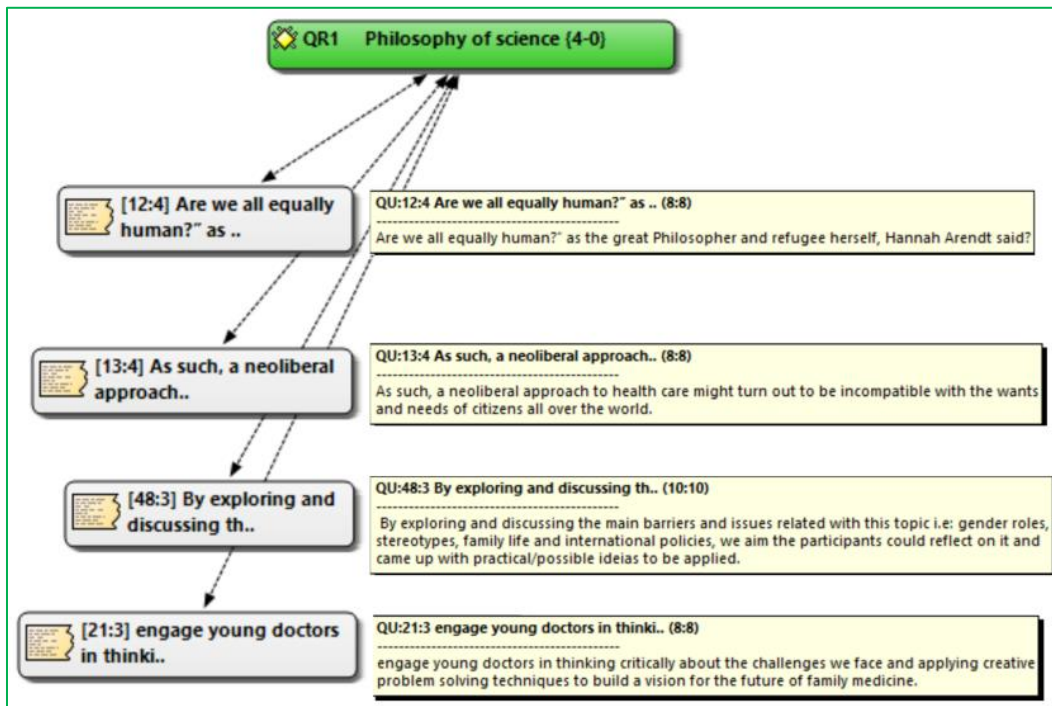 QR1 Philosophy of science {4-0}
[12:4] Are we all equally
human?˝ as ..
QU:12:4 Are we all equally human?˝ as .. (8:8)
--------------------------------------------
Are we all equally human?˝ as the great Philosopher and refugee herself, Hannah Arendt said?
[13:4] As such, a neoliberal
approach..
QU:13:4 As such, a neoliberal approach.. (8:8)
--------------------------------------------
As such, a neoliberal approach to health care might turn out to be incompatible with the wants
and needs of citizens all over the world.
[48:3] By exploring and
discussing th..
QU:48:3 By exploring and discussing th.. (10:10)
--------------------------------------------
By exploring and discussing the main barriers and issues related with this topic i.e: gender roles,
stereotypes, family life and international policies, we aim the participants could reflect on it and
came up with practical/possible ideias to be applied.
[21:3] engage young doctors
in thinki..
QU:21:3 engage young doctors in thinki.. (8:8)
--------------------------------------------
engage young doctors in thinking critically about the challenges we face and applying creative
problem solving techniques to build a vision for the future of family medicine.